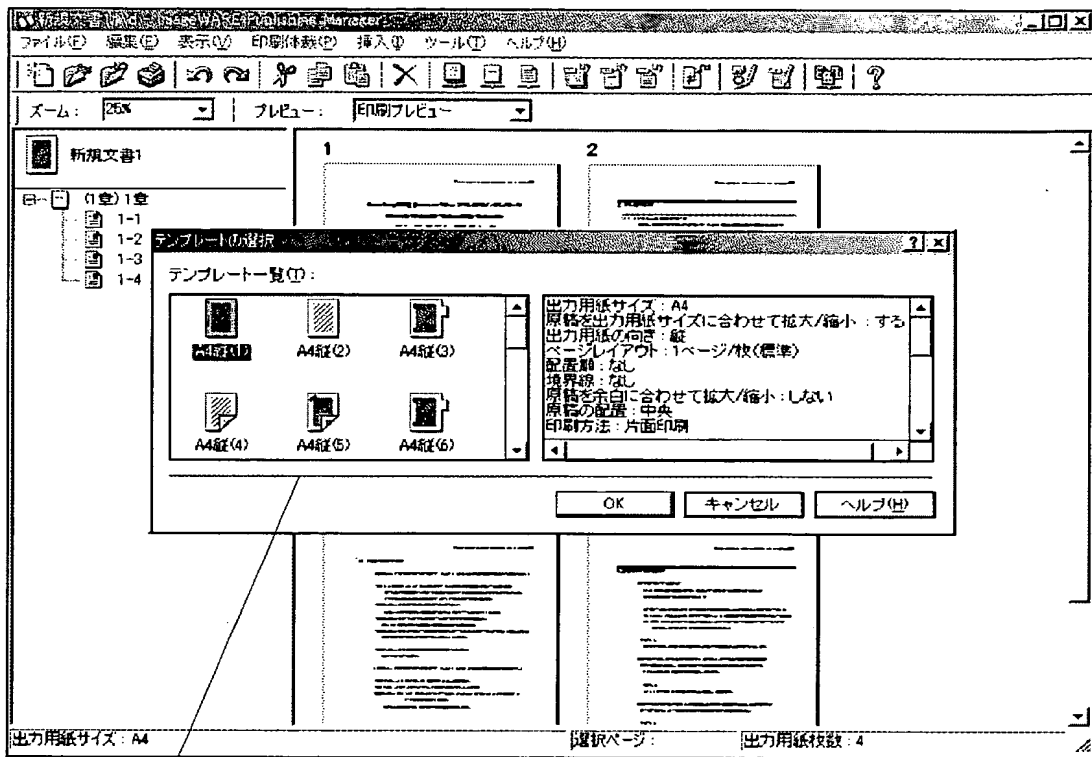 ImageWARE Publishing Manager
ファイル(F) 編集(E) 表示(V) 印刷体裁(P) 挿入(I) ツール(T) ヘルプ(H)
ズーム: 25% プレビュー: 印刷プレビュー
新規文書1
(1章)1章
1-1
1-2
1-3
1-4
1
2
テンプレートの選択
テンプレート一覧(T):
A4縦(1) A4縦(2) A4縦(3)
A4縦(4) A4縦(5) A4縦(6)
出力用紙サイズ:A4
原稿を出力用紙サイズに合わせて拡大/縮小:する
出力用紙の向き:縦
ページレイアウト:1ページ/枚(標準)
配置順:なし
境界線:なし
原稿を余白に合わせて拡大/縮小:しない
原稿の配置:中央
印刷方法:片面印刷
OK キャンセル ヘルプ(H)
出力用紙サイズ:A4 選択ページ: 出力用紙枚数:4